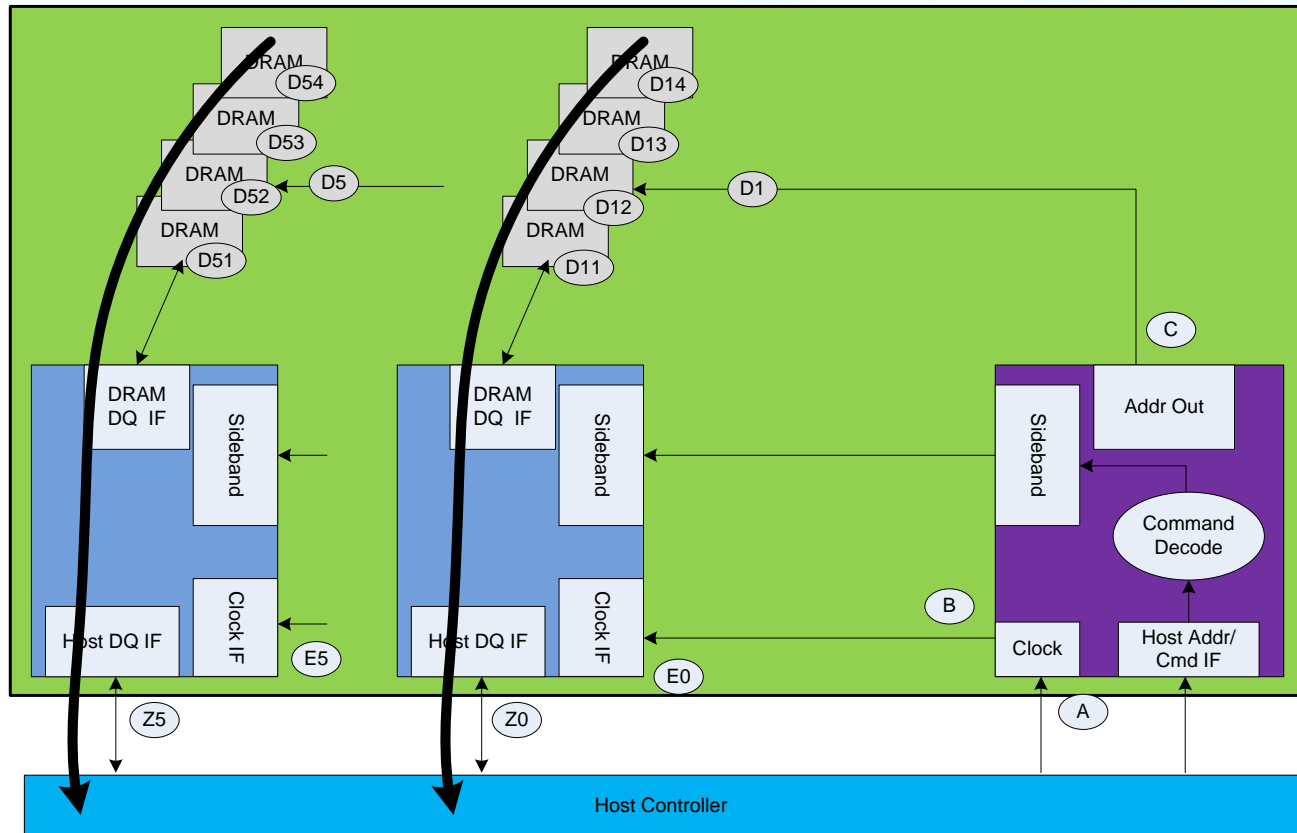 DRAM
D54
DRAM
D53
DRAM
D52
DRAM
D51
D5
DRAM
D14
DRAM
D13
DRAM
D12
DRAM
D11
D1
C
DRAM
DQ IF
Sideband
Host DQ IF
Clock IF
E5
Z5
DRAM
DQ IF
Sideband
Host DQ IF
Clock IF
E0
Z0
B
Sideband
Addr Out
Command
Decode
Clock
Host Addr/
Cmd IF
A
Host Controller